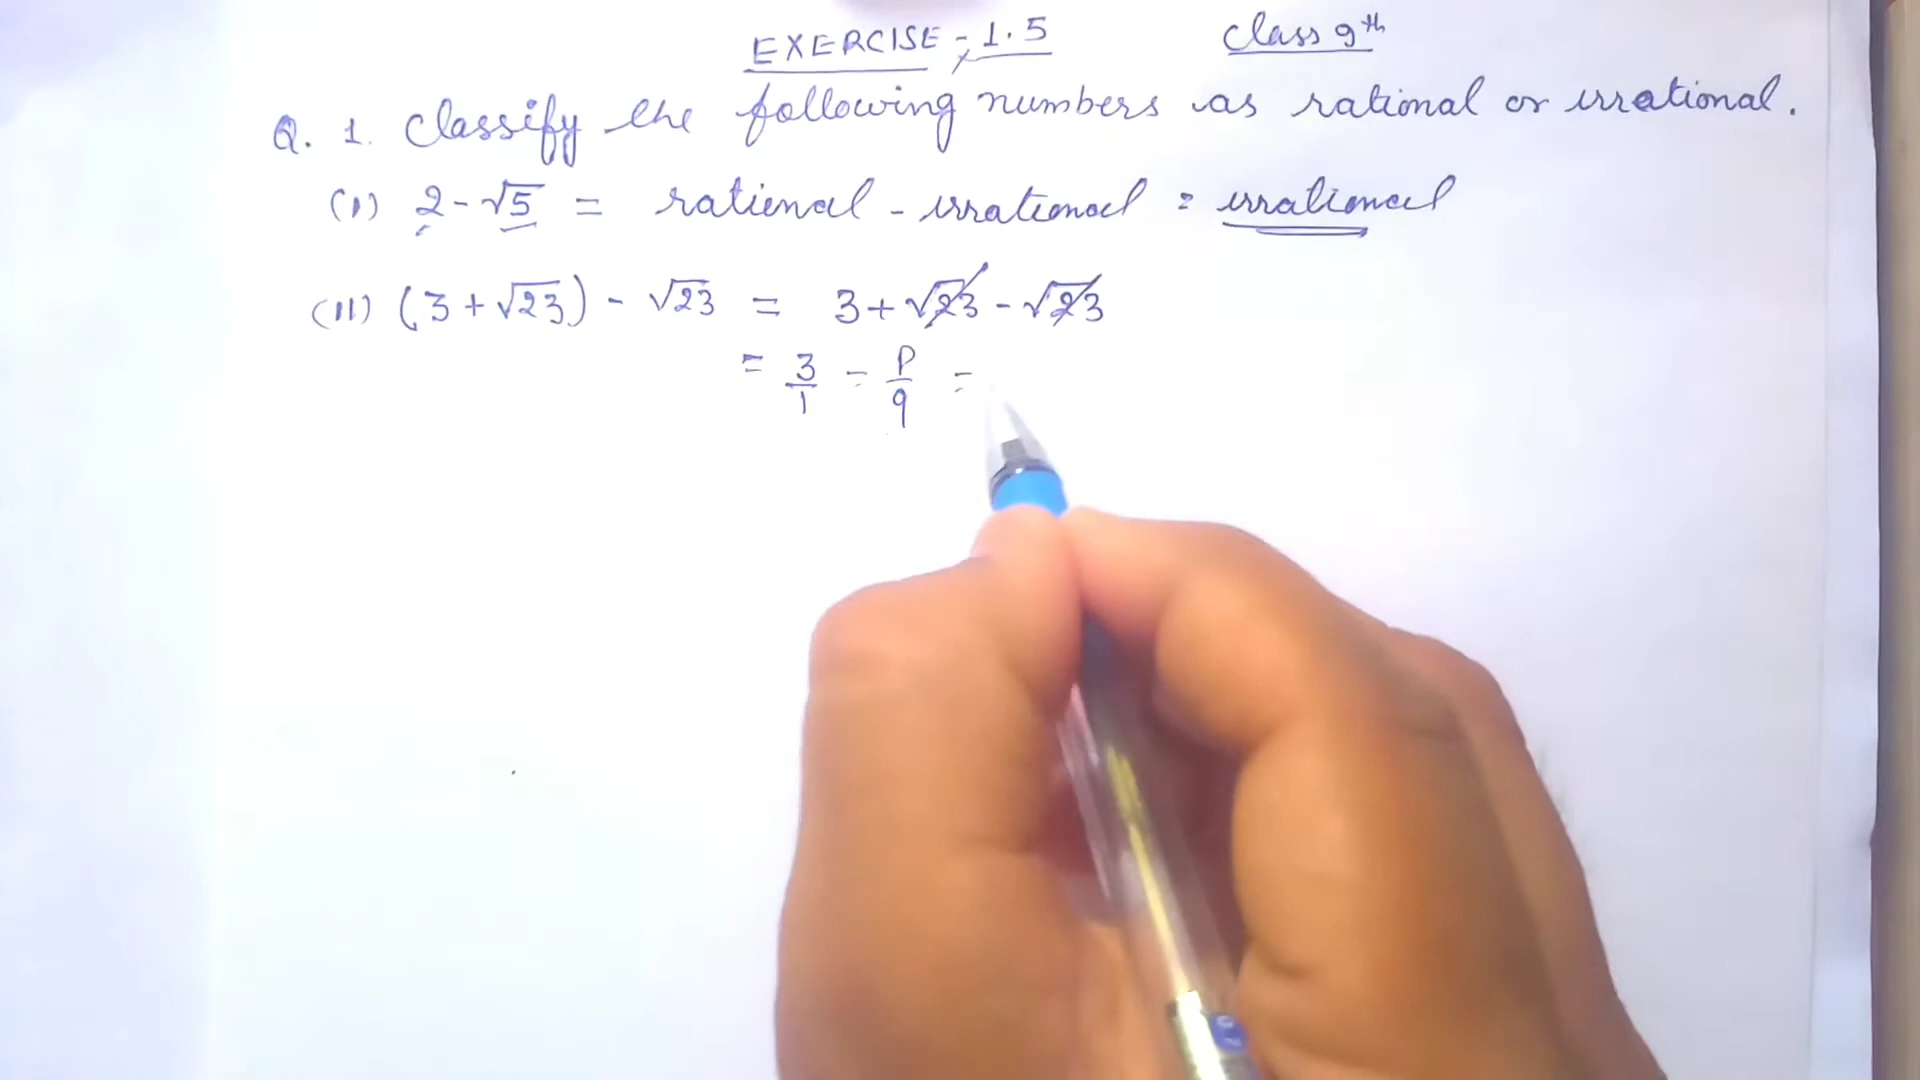 EXERCISE - 1.5 Class 9th
Q. 1. Classify the following numbers as rational or irrational.
(I) 2 - √5 = rational - irrational = irrational
(II) (3 + √23) - √23 = 3 + √23 - √23
= 3/1 = p/q =